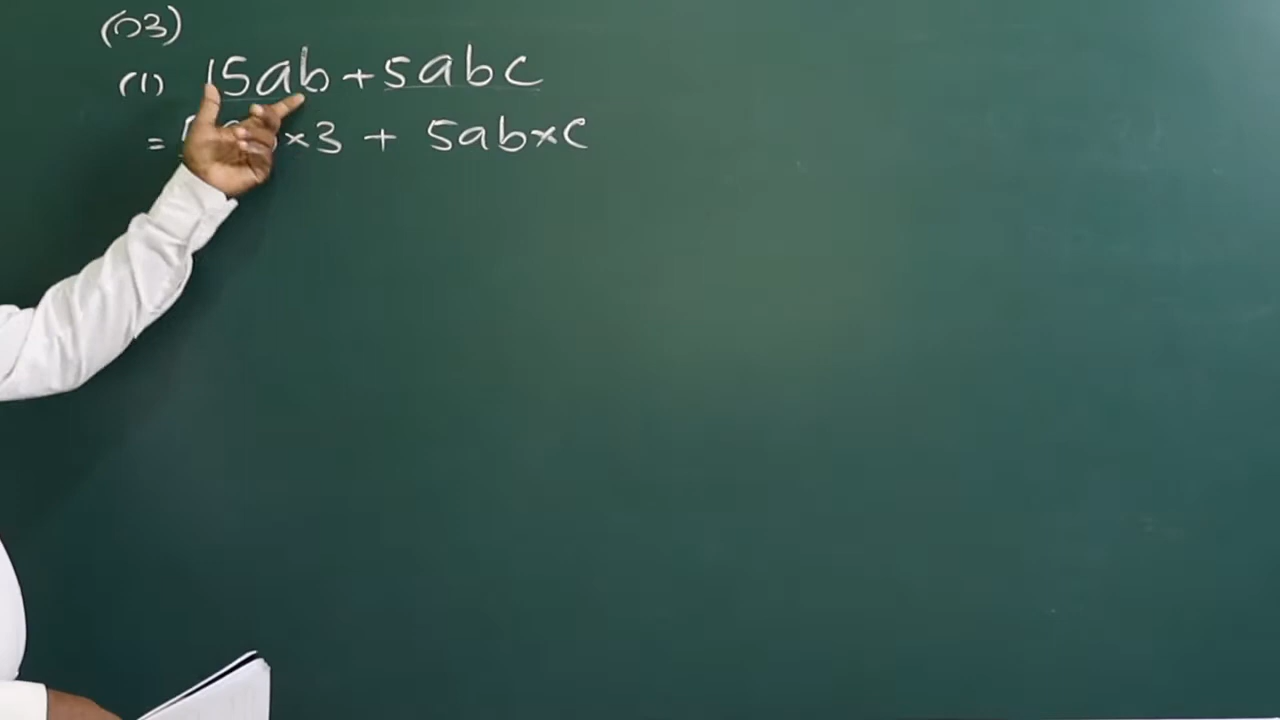 (03)
(1) 15ab + 5abc
= ×3 + 5ab×c